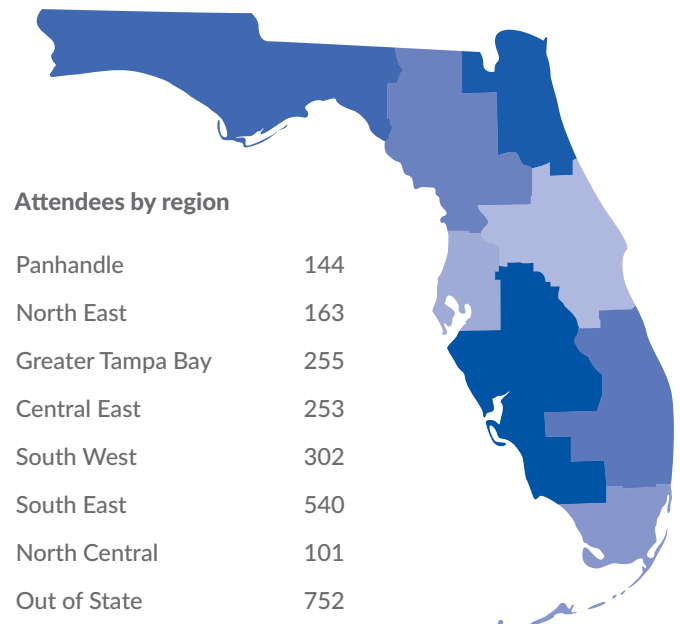 Attendees by region
Panhandle 144
North East 163
Greater Tampa Bay 255
Central East 253
South West 302
South East 540
North Central 101
Out of State 752